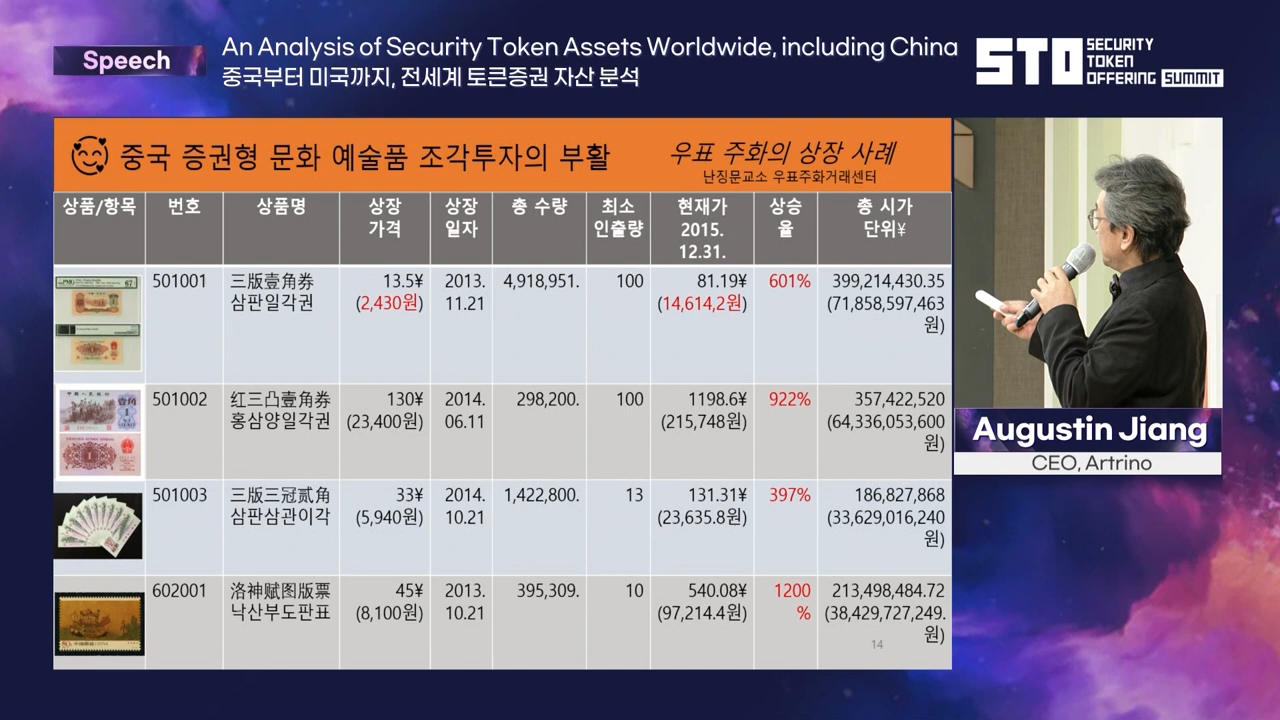 Speech
An Analysis of Security Token Assets Worldwide, including China
중국부터 미국까지, 전세계 토큰증권 자산 분석
STO SECURITY
TOKEN
OFFERING SUMMIT
중국 증권형 문화 예술품 조각투자의 부활
우표 주화의 상장 사례
난징문교소 우표주화거래센터
상품/항목 번호 상품명 상장 가격 상장 일자 총 수량 최소 인출량 현재가 2015. 12.31. 상승 율 총 시가 단위¥
501001 三版壹角券 13.5¥ 2013. 4,918,951. 100 81.19¥ 601% 399,214,430.35
삼판일각권 (2,430원) 11.21 (14,614,2원) (71,858,597,463
원)
501002 红三凸壹角券 130¥ 2014. 298,200. 100 1198.6¥ 922% 357,422,520
홍삼양일각권 (23,400원) 06.11 (215,748원) (64,336,053,600
원)
501003 三版三冠贰角 33¥ 2014. 1,422,800. 13 131.31¥ 397% 186,827,868
삼판삼관이각 (5,940원) 10.21 (23,635.8원) (33,629,016,240
원)
602001 洛神赋图版票 45¥ 2013. 395,309. 10 540.08¥ 1200 213,498,484.72
낙산부도판표 (8,100원) 10.21 (97,214.4원) % (38,429,727,249.
원)
14
Augustin Jiang
CEO, Artrino